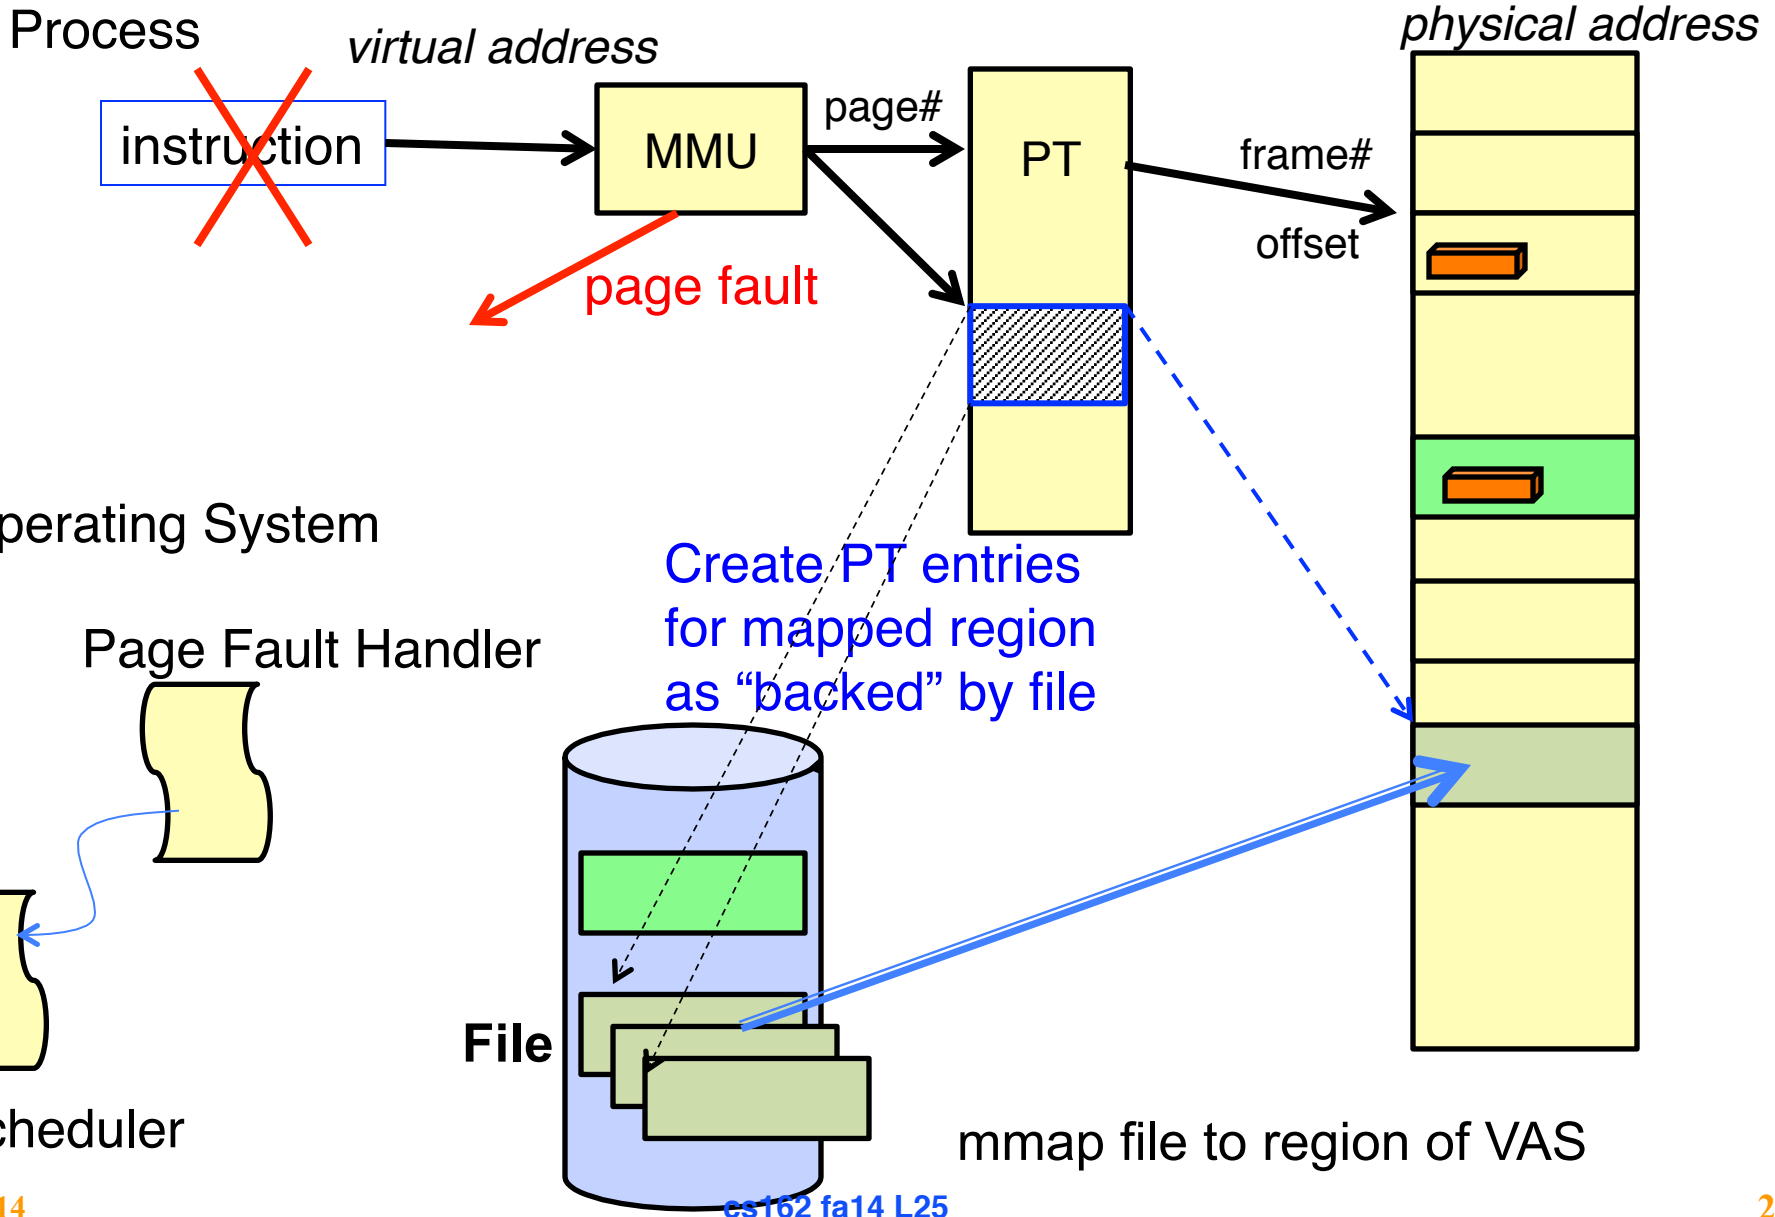 Process
virtual address
physical address
instruction
MMU
page#
PT
frame#
offset
page fault
perating System
Create PT entries
for mapped region
as “backed” by file
Page Fault Handler
File
cheduler
mmap file to region of VAS
14
cs162 fa14 L25
2